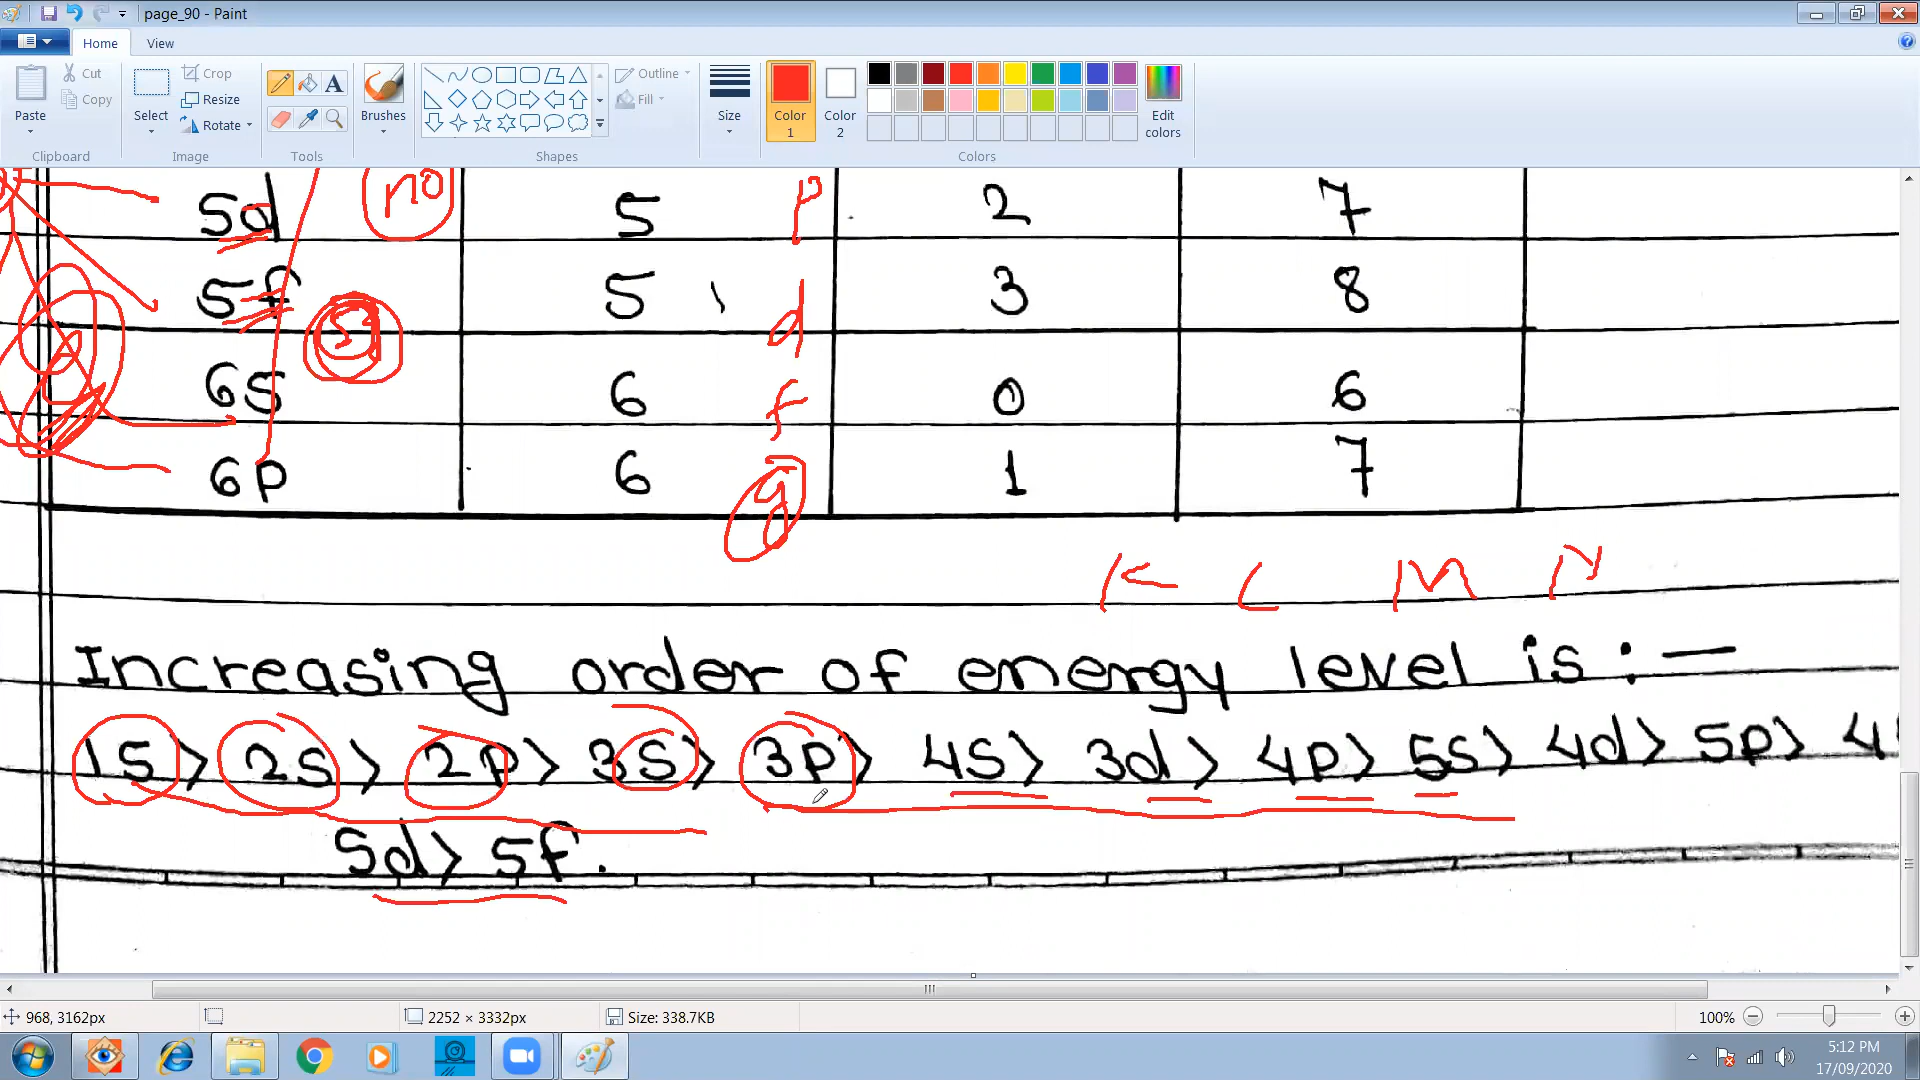 page_90 - Paint
Home View
Paste Cut Copy Select Crop Resize Rotate Brushes Outline Fill Size Color 1 Color 2 Edit colors
Clipboard Image Tools Shapes Colors
5d no 5 p 2 7
5f 5 d 3 8
6S 6 f 0 6
6p 6 g 1 7
K L M N
Increasing order of energy level is :—
1S > 2S > 2P > 3S > 3P > 4S > 3d > 4P > 5S > 4d > 5P > 4
5d > 5f .
968, 3162px 2252 × 3332px Size: 338.7KB 100%
5:12 PM
17/09/2020